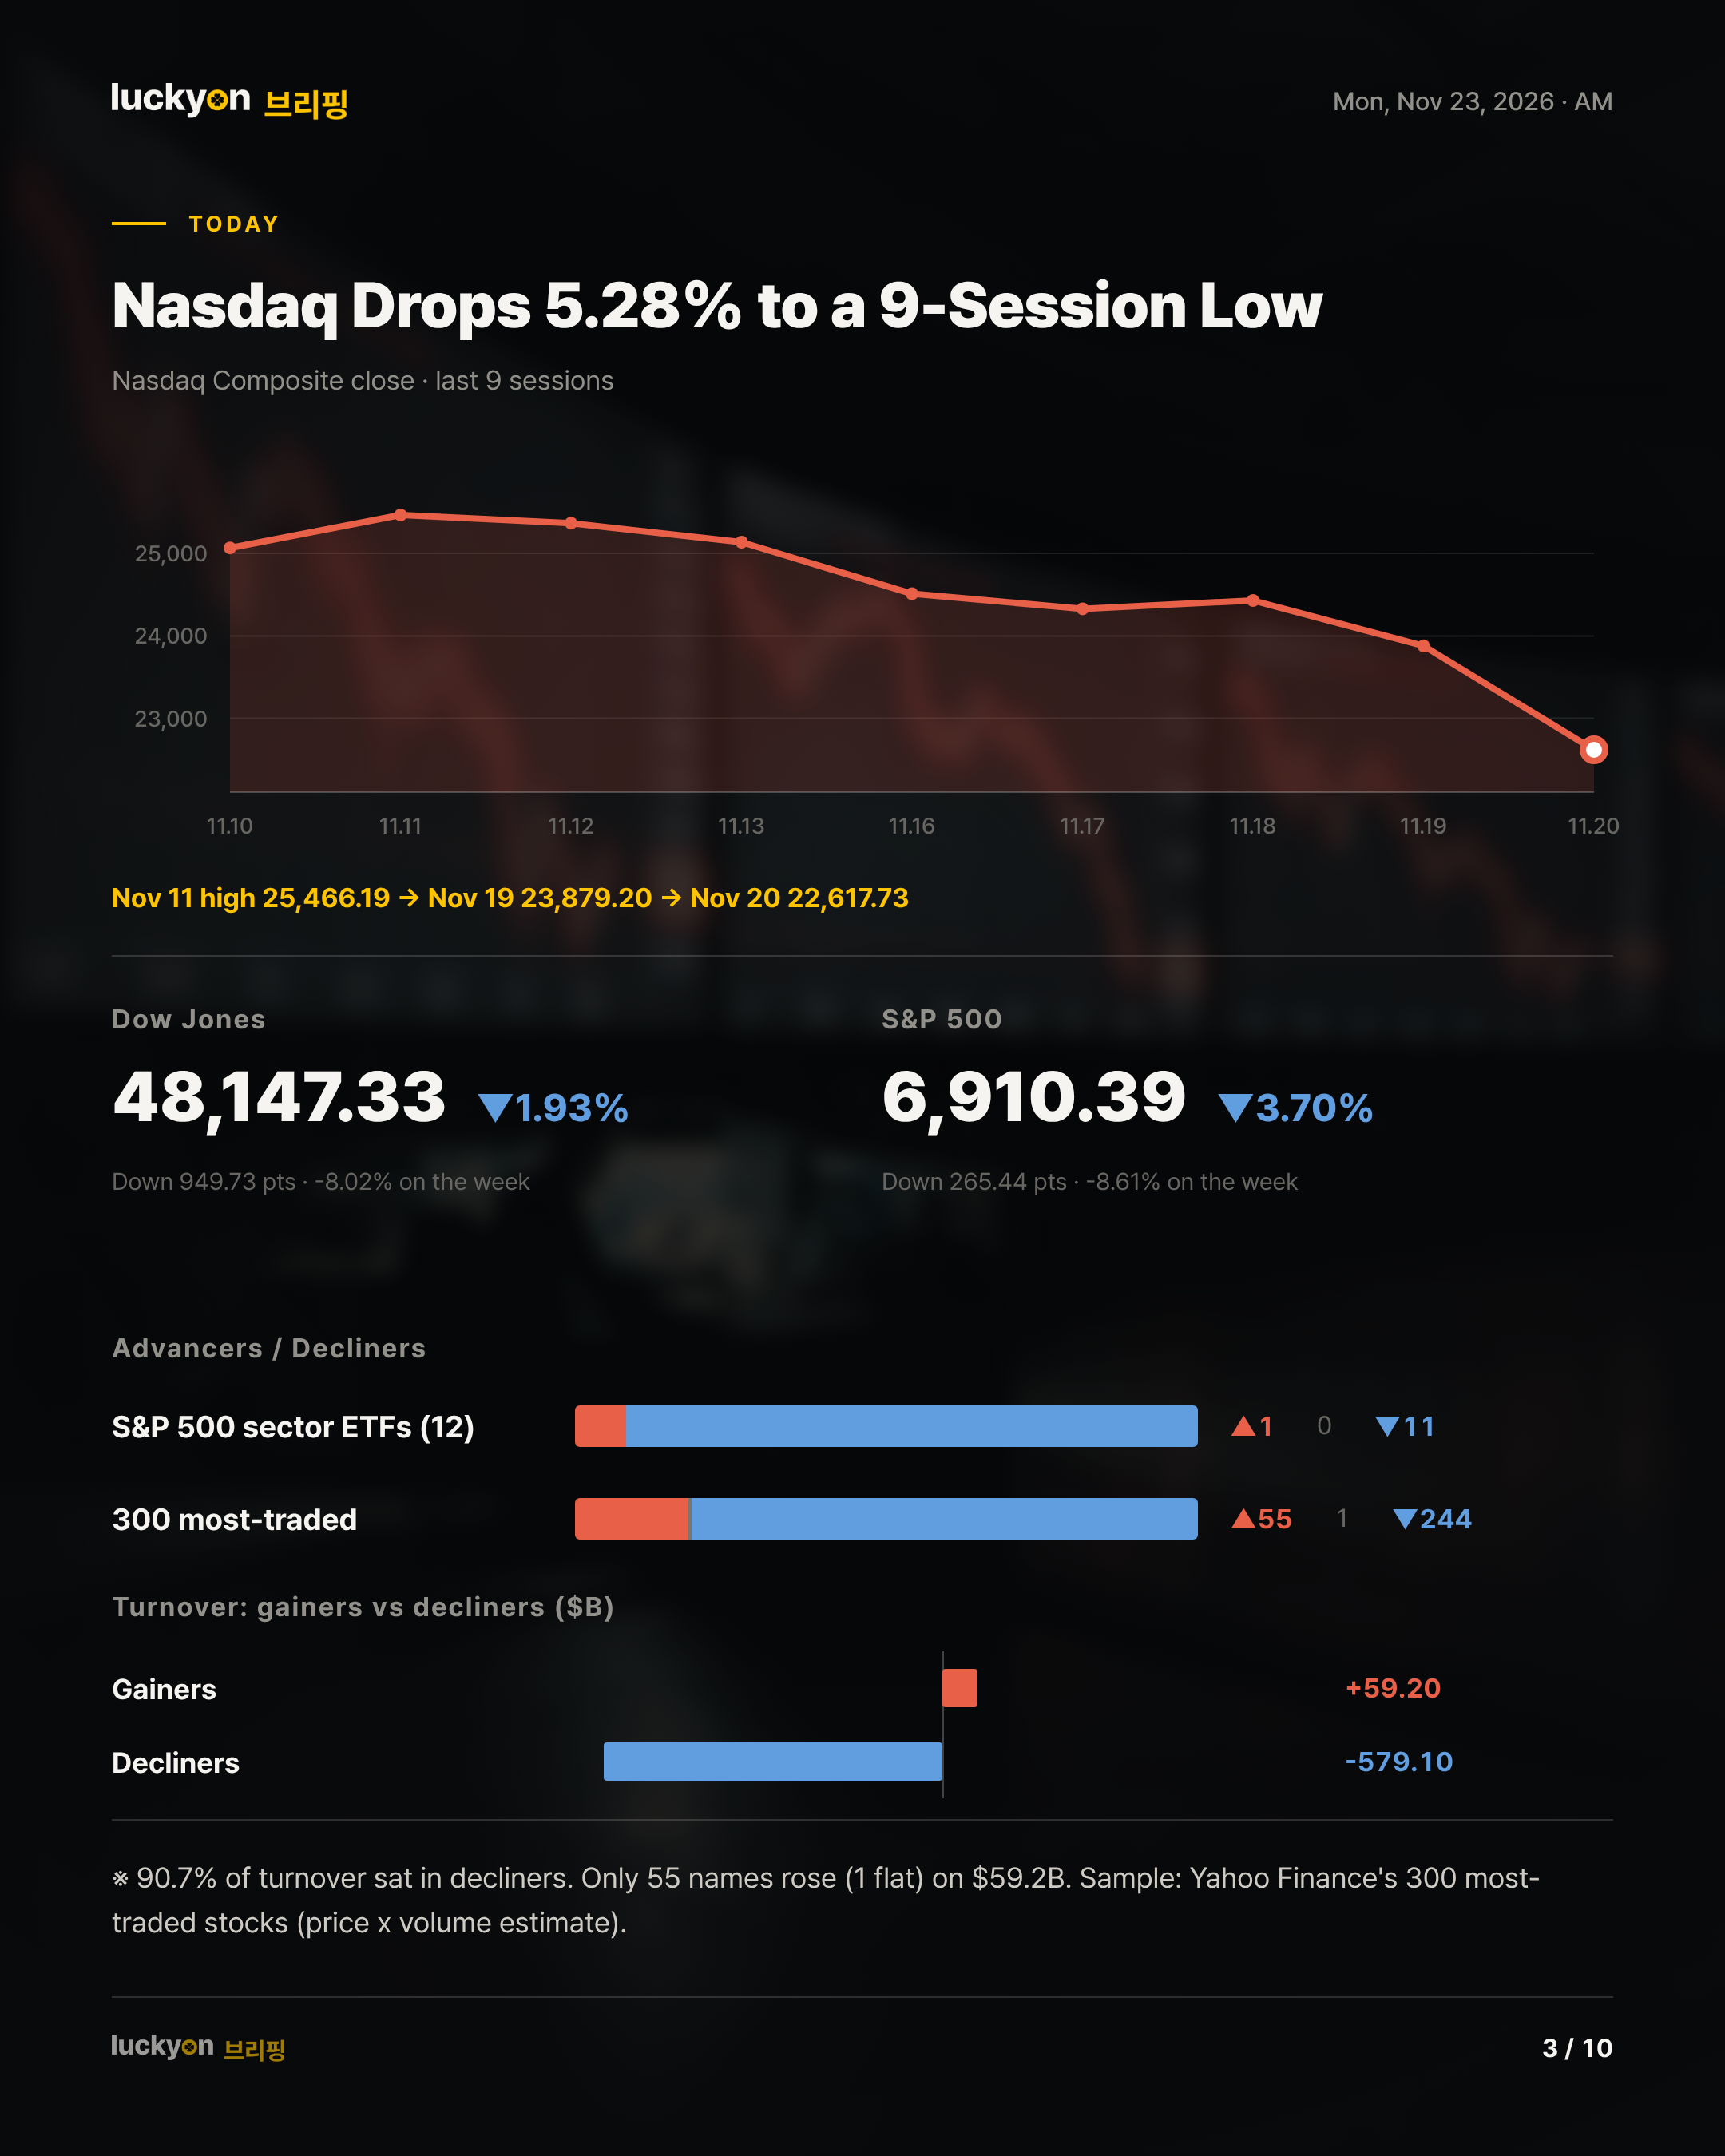 luckyon 브리핑
Mon, Nov 23, 2026 · AM
TODAY
Nasdaq Drops 5.28% to a 9-Session Low
Nasdaq Composite close · last 9 sessions
25,000
24,000
23,000
11.10 11.11 11.12 11.13 11.16 11.17 11.18 11.19 11.20
Nov 11 high 25,466.19 → Nov 19 23,879.20 → Nov 20 22,617.73
Dow Jones
48,147.33 ▼1.93%
Down 949.73 pts · -8.02% on the week
S&P 500
6,910.39 ▼3.70%
Down 265.44 pts · -8.61% on the week
Advancers / Decliners
S&P 500 sector ETFs (12) ▲1 0 ▼11
300 most-traded ▲55 1 ▼244
Turnover: gainers vs decliners ($B)
Gainers +59.20
Decliners -579.10
※ 90.7% of turnover sat in decliners. Only 55 names rose (1 flat) on $59.2B. Sample: Yahoo Finance's 300 most-
traded stocks (price x volume estimate).
luckyon 브리핑
3 / 10